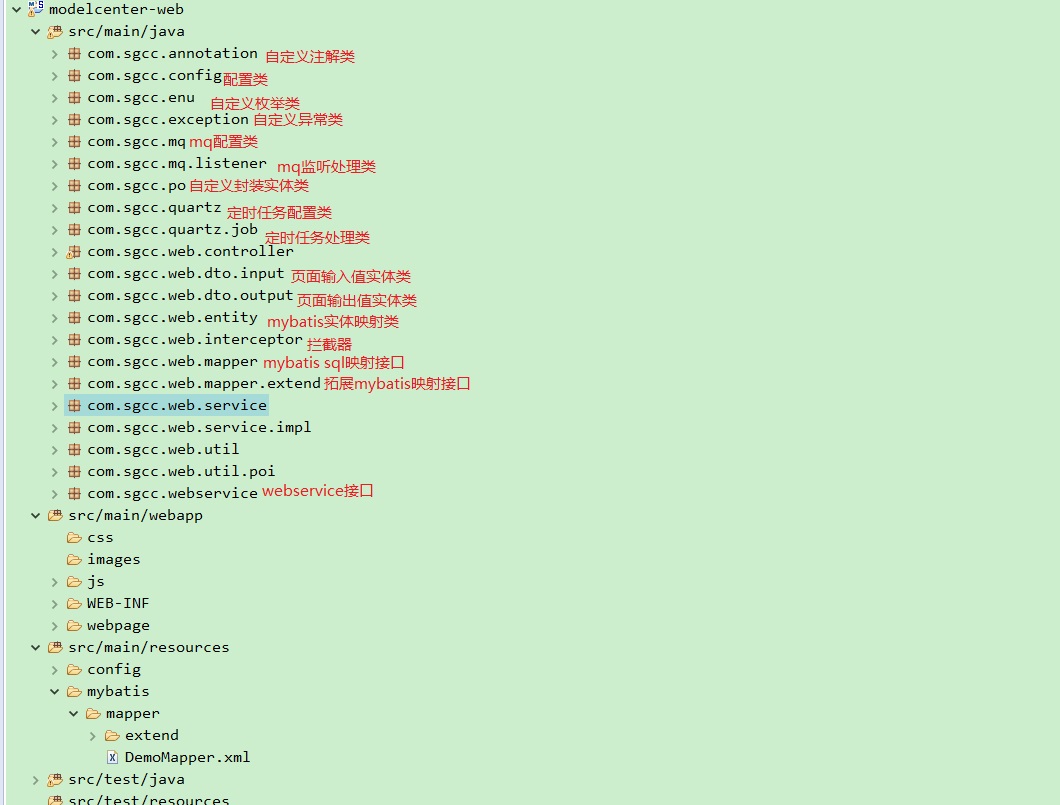 modelcenter-web
src/main/java
com.sgcc.annotation 自定义注解类
com.sgcc.config 配置类
com.sgcc.enu 自定义枚举类
com.sgcc.exception 自定义异常类
com.sgcc.mq mq配置类
com.sgcc.mq.listener mq监听处理类
com.sgcc.po 自定义封装实体类
com.sgcc.quartz 定时任务配置类
com.sgcc.quartz.job 定时任务处理类
com.sgcc.web.controller
com.sgcc.web.dto.input 页面输入值实体类
com.sgcc.web.dto.output 页面输出值实体类
com.sgcc.web.entity mybatis实体映射类
com.sgcc.web.interceptor 拦截器
com.sgcc.web.mapper mybatis sql映射接口
com.sgcc.web.mapper.extend 拓展mybatis映射接口
com.sgcc.web.service
com.sgcc.web.service.impl
com.sgcc.web.util
com.sgcc.web.util.poi
com.sgcc.webservice webservice接口
src/main/webapp
css
images
js
WEB-INF
webpage
src/main/resources
config
mybatis
mapper
extend
DemoMapper.xml
src/test/java
src/test/resources